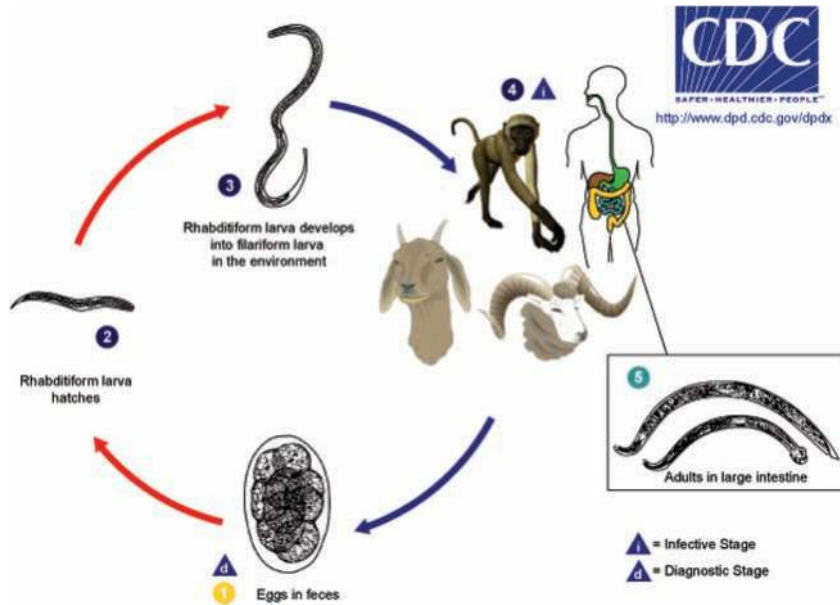 CDC
SAFER•HEALTHIER•PEOPLE™
http://www.dpd.cdc.gov/dpdx
4 i
3
Rhabditiform larva develops
into filariform larva
in the environment
2
Rhabditiform larva
hatches
5
Adults in large intestine
d
1 Eggs in feces
i = Infective Stage
d = Diagnostic Stage